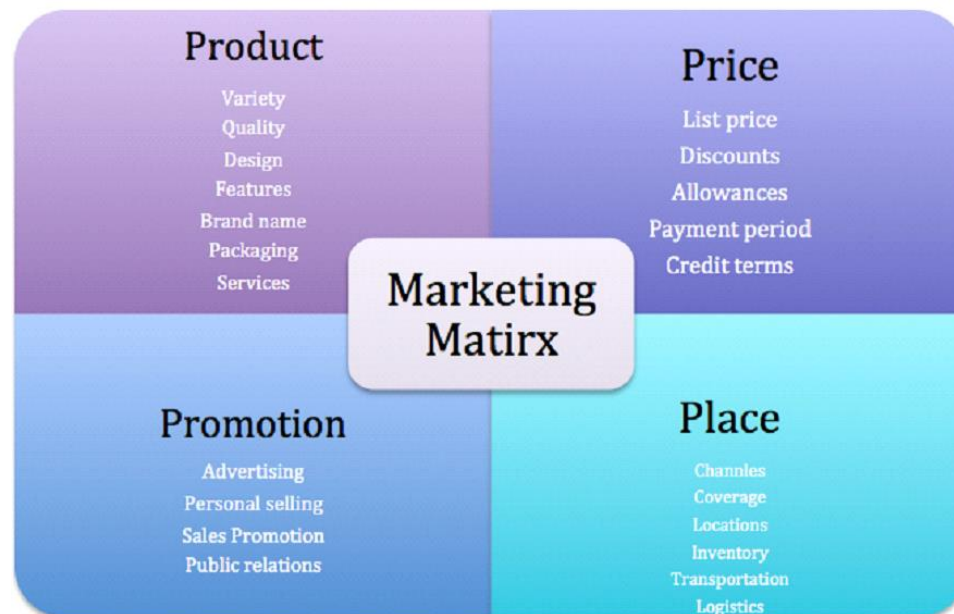 Product
Variety
Quality
Design
Features
Brand name
Packaging
Services
Price
List price
Discounts
Allowances
Payment period
Credit terms
Marketing
Matirx
Promotion
Advertising
Personal selling
Sales Promotion
Public relations
Place
Channles
Coverage
Locations
Inventory
Transportation
Logistics